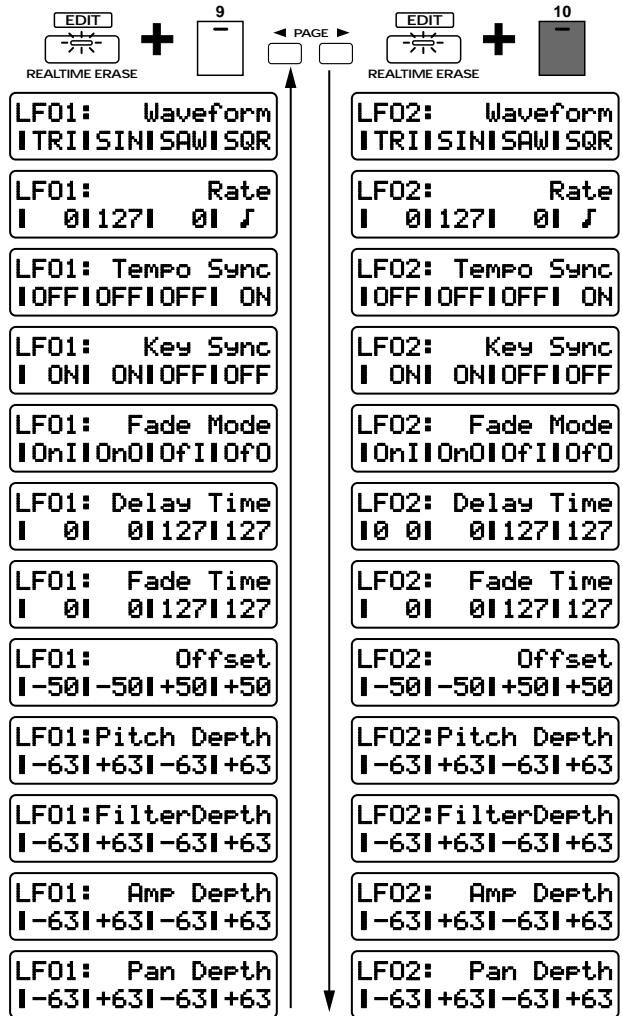 EDIT
REALTIME ERASE
+
9
◄ PAGE ►
EDIT
REALTIME ERASE
+
10
LFO1: Waveform
▌TRI▌SIN▌SAW▌SQR
LFO1: Rate
▌ 0▌127▌ 0▌ ♪
LFO1: Tempo Sync
▌OFF▌OFF▌OFF▌ ON
LFO1: Key Sync
▌ ON▌ ON▌OFF▌OFF
LFO1: Fade Mode
▌OnI▌OnO▌OfI▌OfO
LFO1: Delay Time
▌ 0▌ 0▌127▌127
LFO1: Fade Time
▌ 0▌ 0▌127▌127
LFO1: Offset
▌-50▌-50▌+50▌+50
LFO1:Pitch Depth
▌-63▌+63▌-63▌+63
LFO1:FilterDepth
▌-63▌+63▌-63▌+63
LFO1: Amp Depth
▌-63▌+63▌-63▌+63
LFO1: Pan Depth
▌-63▌+63▌-63▌+63
LFO2: Waveform
▌TRI▌SIN▌SAW▌SQR
LFO2: Rate
▌ 0▌127▌ 0▌ ♪
LFO2: Tempo Sync
▌OFF▌OFF▌OFF▌ ON
LFO2: Key Sync
▌ ON▌ ON▌OFF▌OFF
LFO2: Fade Mode
▌OnI▌OnO▌OfI▌OfO
LFO2: Delay Time
▌0 0▌ 0▌127▌127
LFO2: Fade Time
▌ 0▌ 0▌127▌127
LFO2: Offset
▌-50▌-50▌+50▌+50
LFO2:Pitch Depth
▌-63▌+63▌-63▌+63
LFO2:FilterDepth
▌-63▌+63▌-63▌+63
LFO2: Amp Depth
▌-63▌+63▌-63▌+63
LFO2: Pan Depth
▌-63▌+63▌-63▌+63